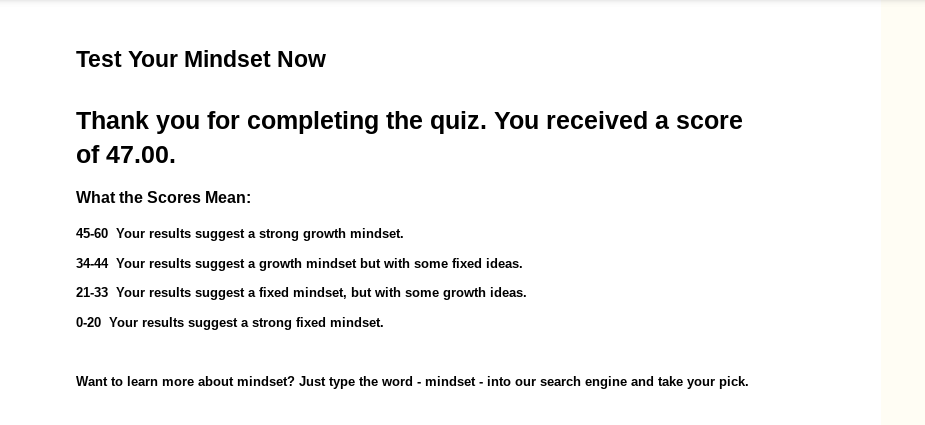 Test Your Mindset Now
Thank you for completing the quiz. You received a score
of 47.00.
What the Scores Mean:
45-60  Your results suggest a strong growth mindset.
34-44  Your results suggest a growth mindset but with some fixed ideas.
21-33  Your results suggest a fixed mindset, but with some growth ideas.
0-20  Your results suggest a strong fixed mindset.
Want to learn more about mindset? Just type the word - mindset - into our search engine and take your pick.